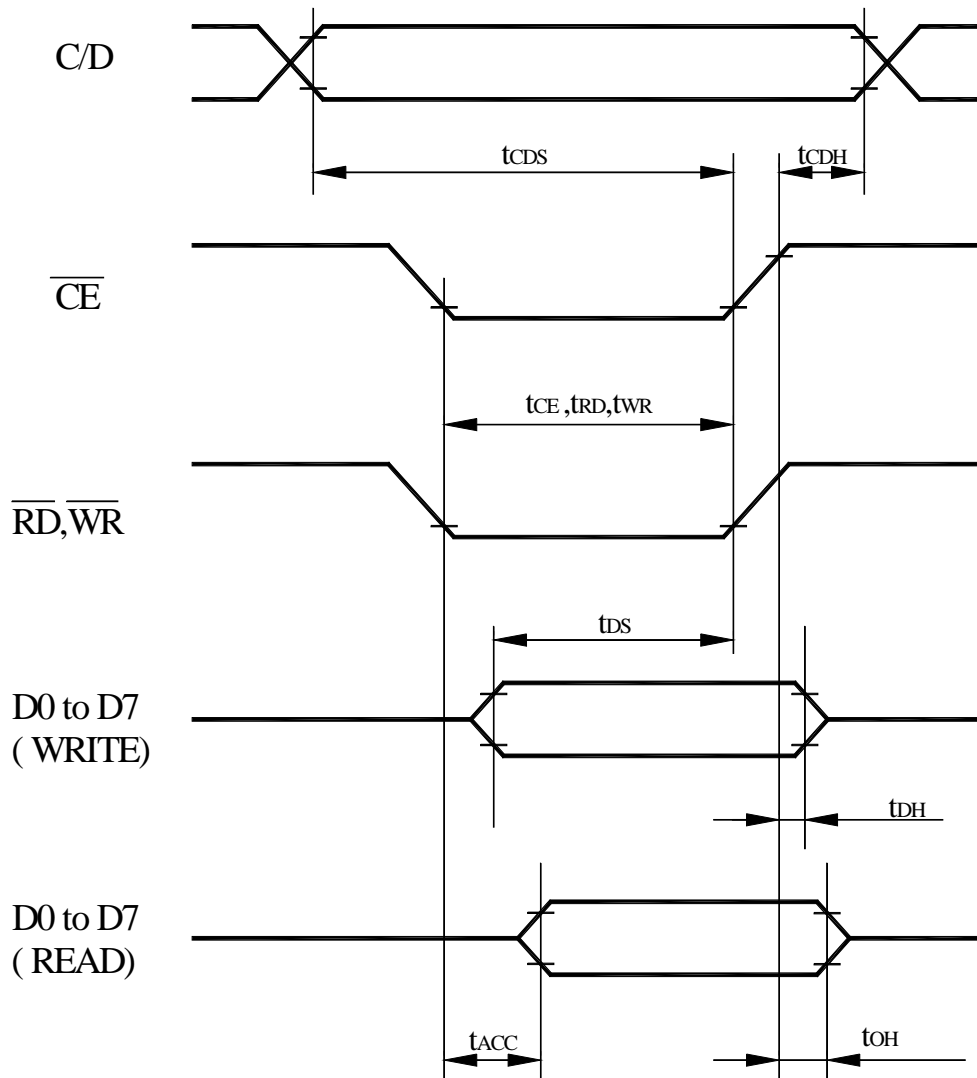 C/D
tCDS
tCDH
CE
tCE ,tRD,tWR
RD,WR
tDS
D0 to D7
( WRITE)
tDH
D0 to D7
( READ)
tACC
tOH